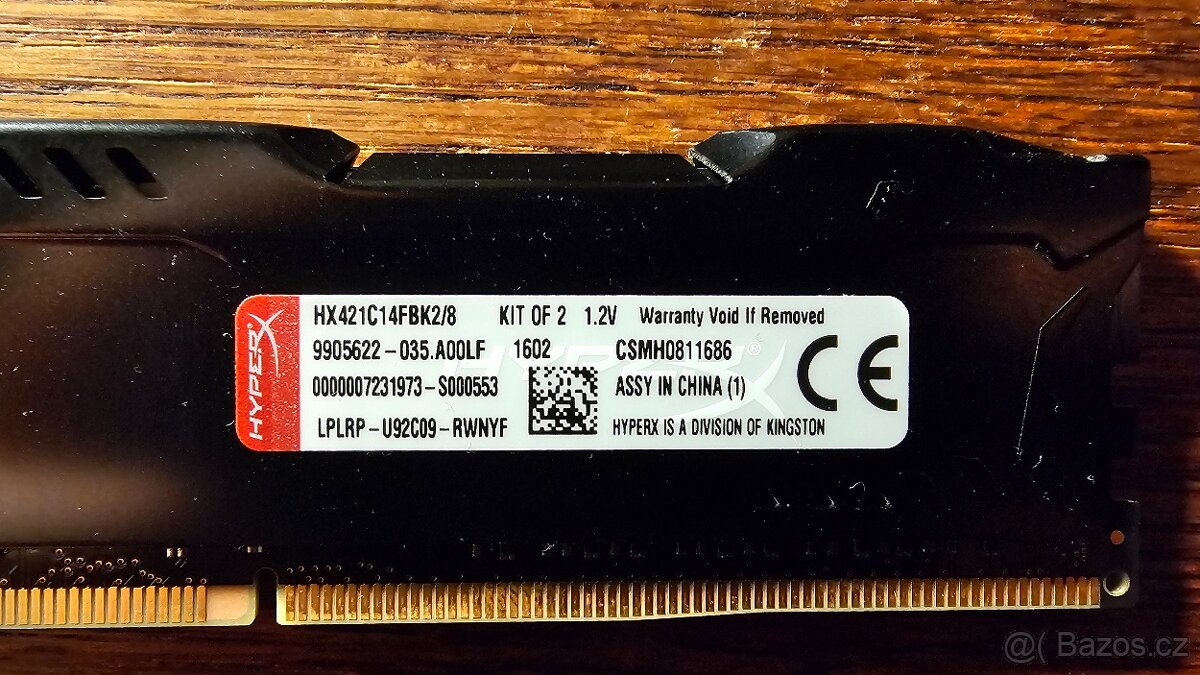 HX421C14FBK2/8 KIT OF 2 1.2V Warranty Void If Removed
9905622-035.A00LF 1602 CSMH0811686
0000007231973-S000553 ASSY IN CHINA (1)
LPLRP-U92C09-RWNYF HYPERX IS A DIVISION OF KINGSTON
HYPERX®
HYPERX®
CE
@( Bazos.cz